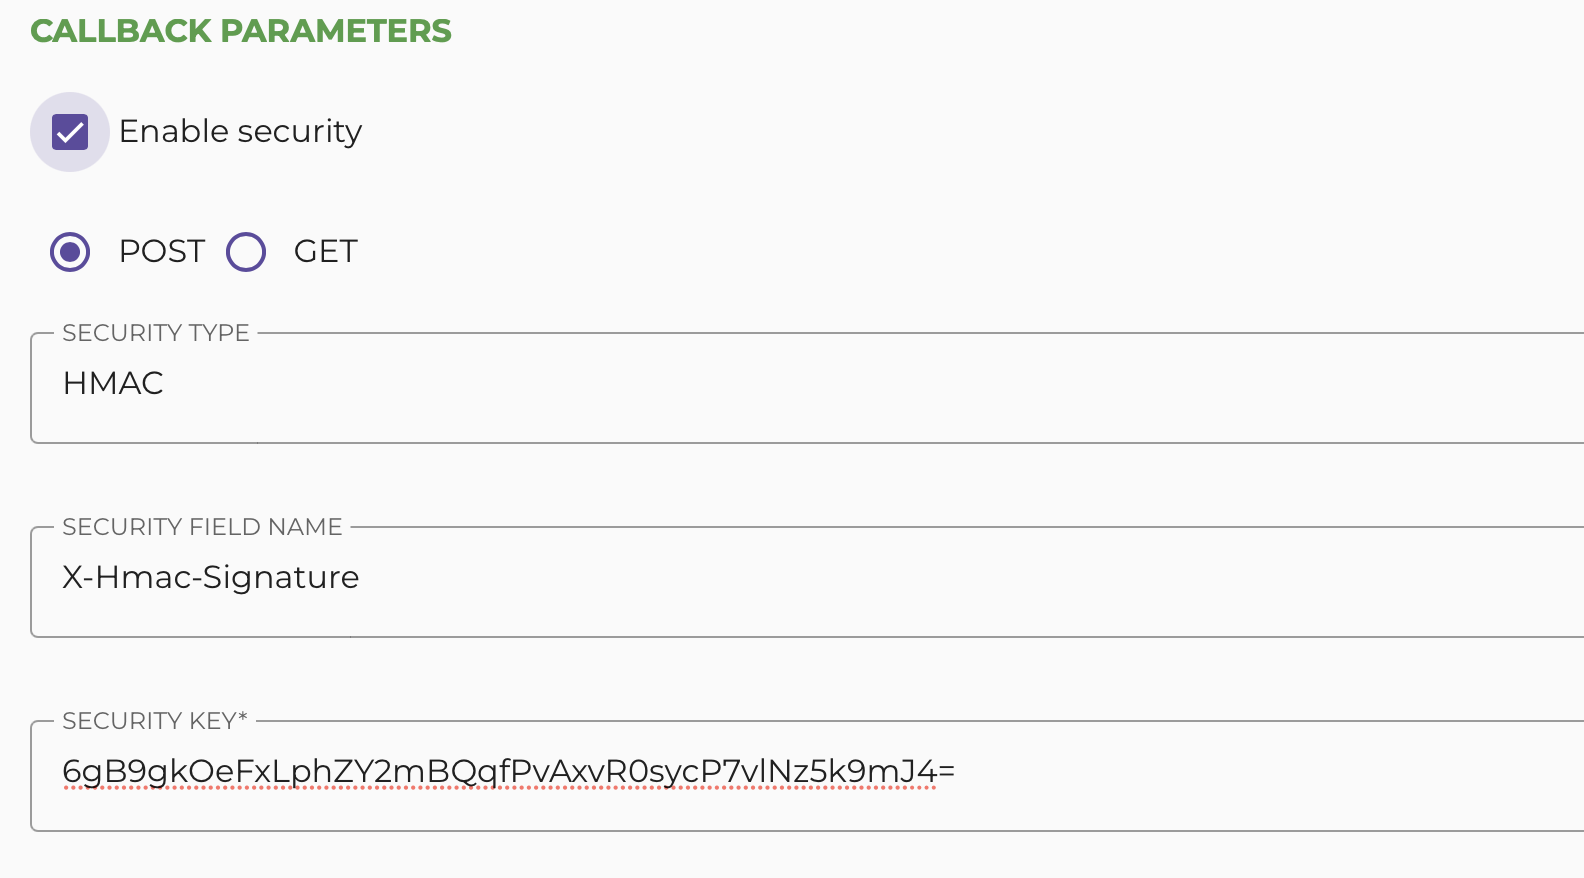 CALLBACK PARAMETERS
Enable security
POST GET
SECURITY TYPE
HMAC
SECURITY FIELD NAME
X-Hmac-Signature
SECURITY KEY*
6gB9gkOeFxLphZY2mBQqfPvAxvR0sycP7vlNz5k9mJ4=